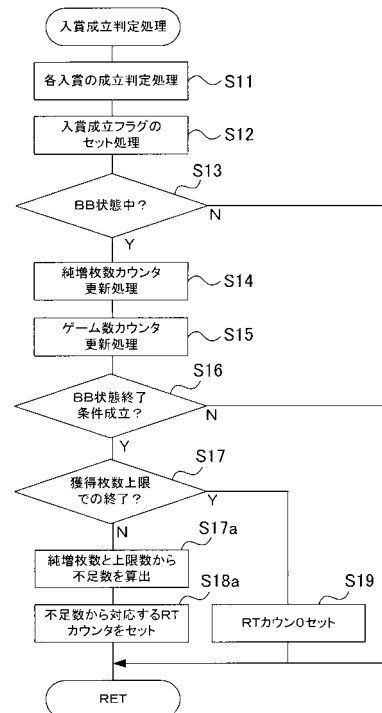 入賞成立判定処理
各入賞の成立判定処理
S11
入賞成立フラグの
セット処理
S12
S13
BB状態中?
N
Y
純増枚数カウンタ
更新処理
S14
ゲーム数カウンタ
更新処理
S15
S16
BB状態終了
条件成立?
N
Y
S17
獲得枚数上限
での終了?
Y
N
S17a
純増枚数と上限数から
不足数を算出
S18a
不足数から対応するRT
カウンタをセット
S19
RTカウン0セット
RET